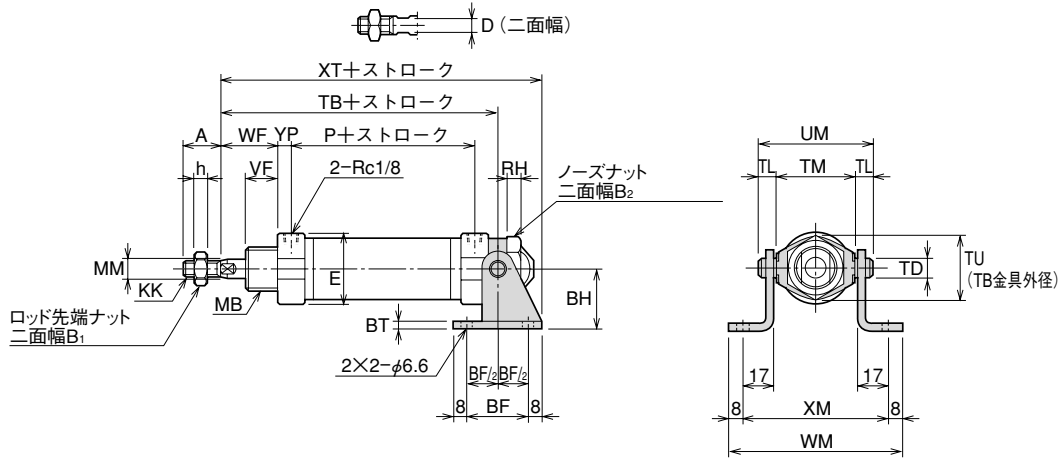 D（二面幅）
XT＋ストローク
TB＋ストローク
A
WF
YP
P＋ストローク
h
VF
2−Rc1/8
RH
ノーズナット
二面幅B₂
MM
KK
MB
E
BH
BT
ロッド先端ナット
二面幅B₁
2×2−φ6.6
BF/2
BF/2
8
BF
8
UM
TL
TM
TL
TD
TU
（TB金具外径）
17
17
8
XM
8
WM